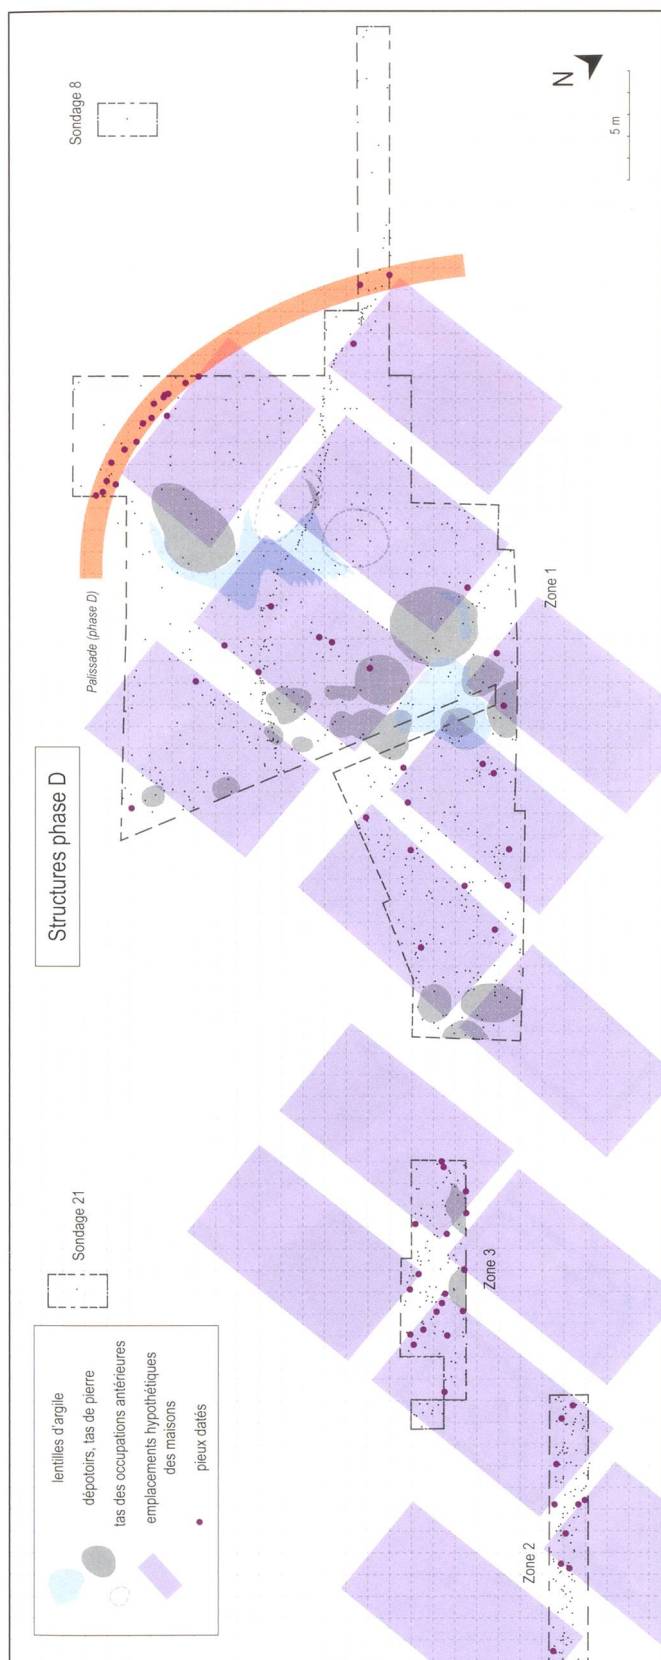 Structures phase D
Sondage 21
Sondage 8
lentilles d'argile
dépotoirs, tas de pierre
tas des occupations antérieures
emplacements hypothétiques
des maisons
pieux datés
Palissade (phase D)
Zone 2
Zone 3
Zone 1
N
5 m